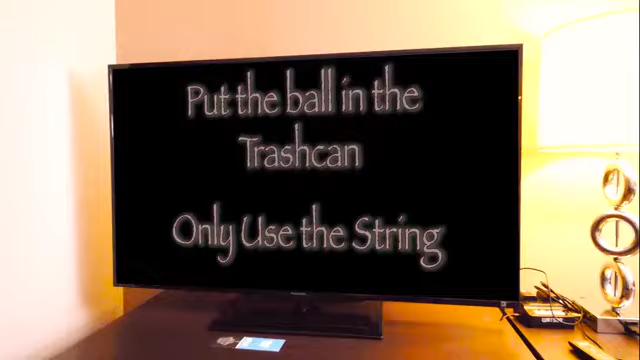 Put the ball in the
Trashcan
Only Use the String